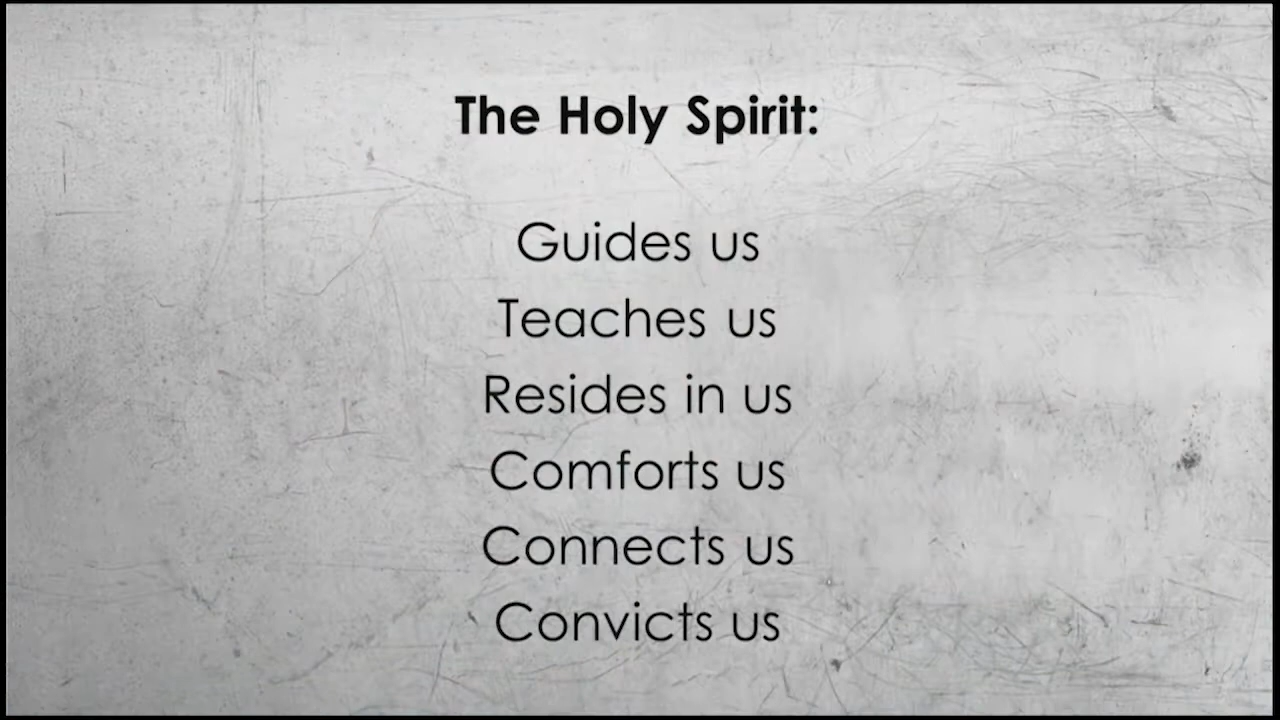 The Holy Spirit:
Guides us
Teaches us
Resides in us
Comforts us
Connects us
Convicts us